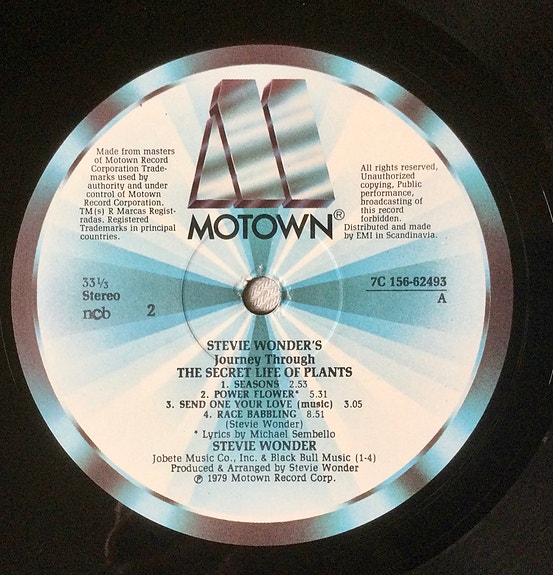 Made from masters
of Motown Record
Corporation Trade-
marks used by
authority and under
control of Motown
Record Corporation.
TM(s) R Marcas Regist-
radas. Registered
Trademarks in principal
countries.
MOTOWN®
All rights reserved,
Unauthorized
copying, Public
performance,
broadcasting of
this record
forbidden.
Distributed and made
by EMI in Scandinavia.
33 1/3
Stereo
ncb
2
7C 156-62493
A
STEVIE WONDER'S
Journey Through
THE SECRET LIFE OF PLANTS
1. SEASONS 2.53
2. POWER FLOWER* 5.31
3. SEND ONE YOUR LOVE (music) 3.05
4. RACE BABBLING 8.51
(Stevie Wonder)
* Lyrics by Michael Sembello
STEVIE WONDER
Jobete Music Co., Inc. & Black Bull Music (1-4)
Produced & Arranged by Stevie Wonder
℗ 1979 Motown Record Corp.